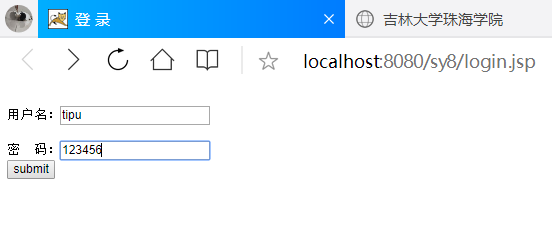 登 录
吉林大学珠海学院
localhost:8080/sy8/login.jsp
用户名：tipu
密　码：123456
submit